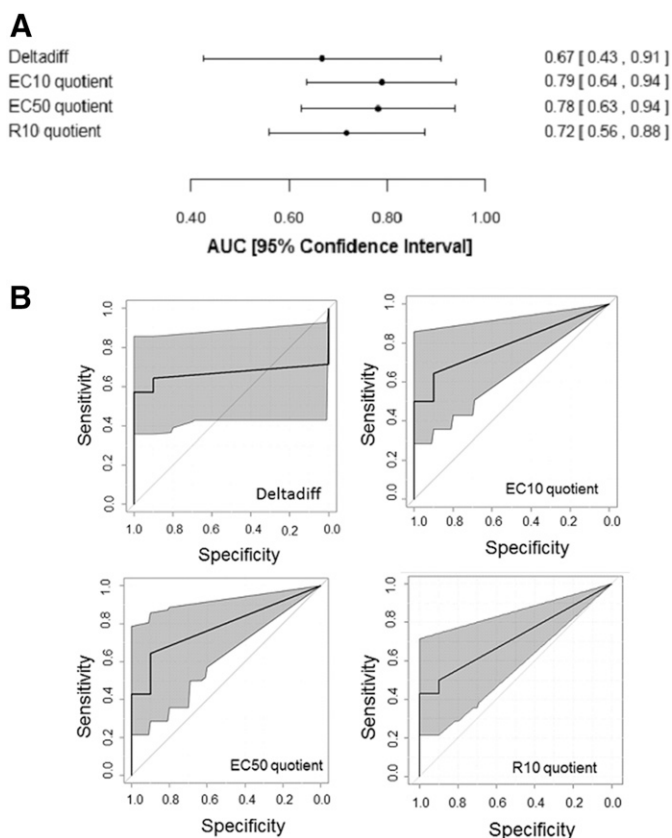 A
Deltadiff 0.67 [ 0.43 , 0.91 ]
EC10 quotient 0.79 [ 0.64 , 0.94 ]
EC50 quotient 0.78 [ 0.63 , 0.94 ]
R10 quotient 0.72 [ 0.56 , 0.88 ]
0.40 0.60 0.80 1.00
AUC [95% Confidence Interval]
B
Sensitivity
0.0 0.2 0.4 0.6 0.8 1.0
Deltadiff
1.0 0.8 0.6 0.4 0.2 0.0
Specificity
Sensitivity
0.0 0.2 0.4 0.6 0.8 1.0
EC10 quotient
1.0 0.8 0.6 0.4 0.2 0.0
Specificity
Sensitivity
0.0 0.2 0.4 0.6 0.8 1.0
EC50 quotient
1.0 0.8 0.6 0.4 0.2 0.0
Specificity
Sensitivity
0.0 0.2 0.4 0.6 0.8 1.0
R10 quotient
1.0 0.8 0.6 0.4 0.2 0.0
Specificity